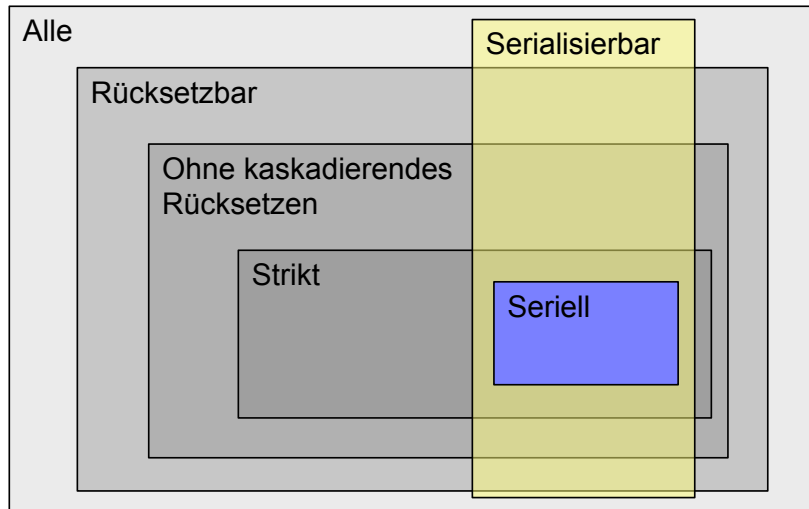 Alle
Serialisierbar
Rücksetzbar
Ohne kaskadierendes
Rücksetzen
Strikt
Seriell